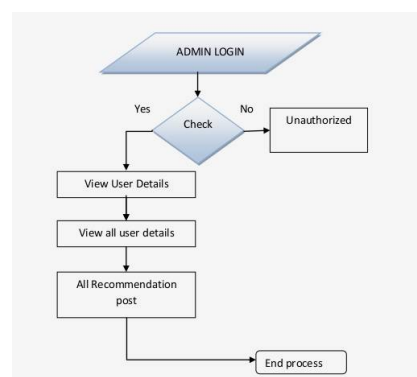 ADMIN LOGIN
Yes
No
Check
Unauthorized
View User Details
View all user details
All Recommendation
post
End process